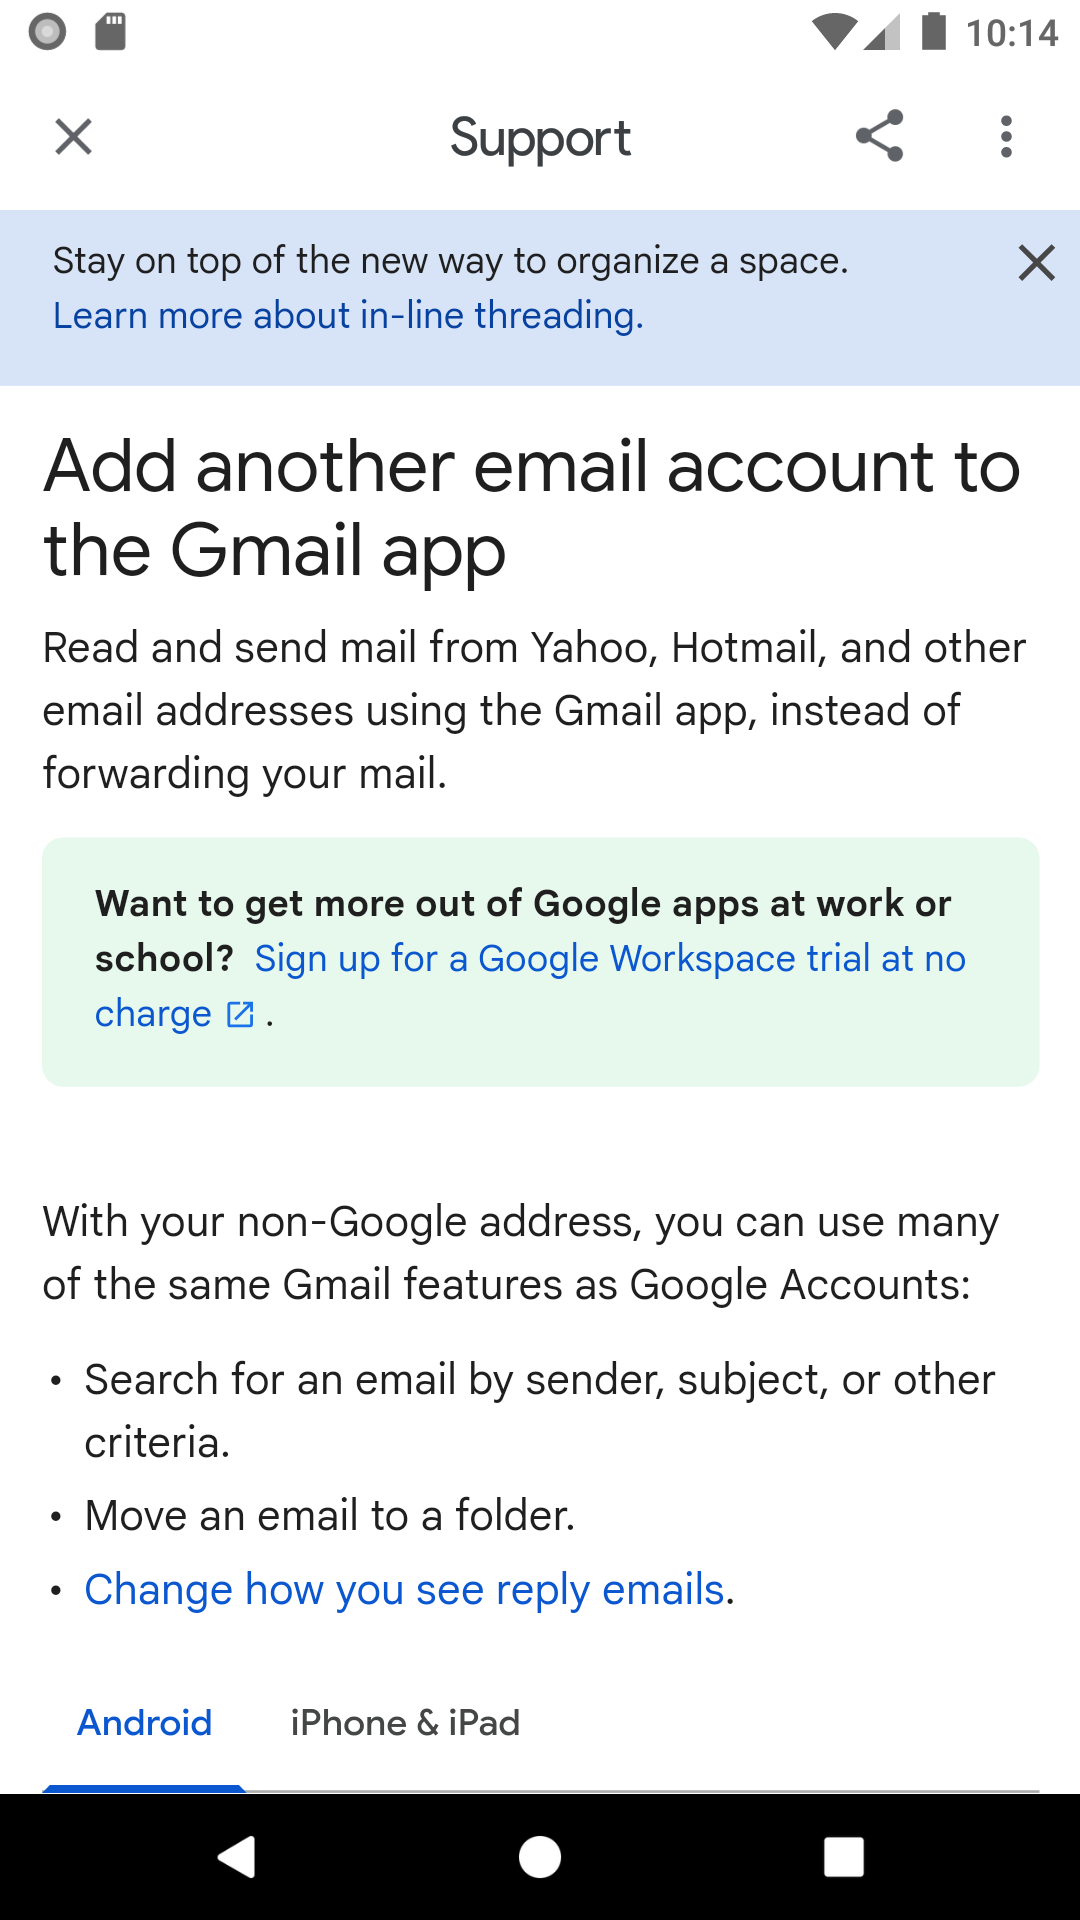 10:14
Support
Stay on top of the new way to organize a space.
Learn more about in-line threading.
Add another email account to
the Gmail app
Read and send mail from Yahoo, Hotmail, and other
email addresses using the Gmail app, instead of
forwarding your mail.
Want to get more out of Google apps at work or
school? Sign up for a Google Workspace trial at no
charge .
With your non-Google address, you can use many
of the same Gmail features as Google Accounts:
• Search for an email by sender, subject, or other
criteria.
• Move an email to a folder.
• Change how you see reply emails.
Android iPhone & iPad